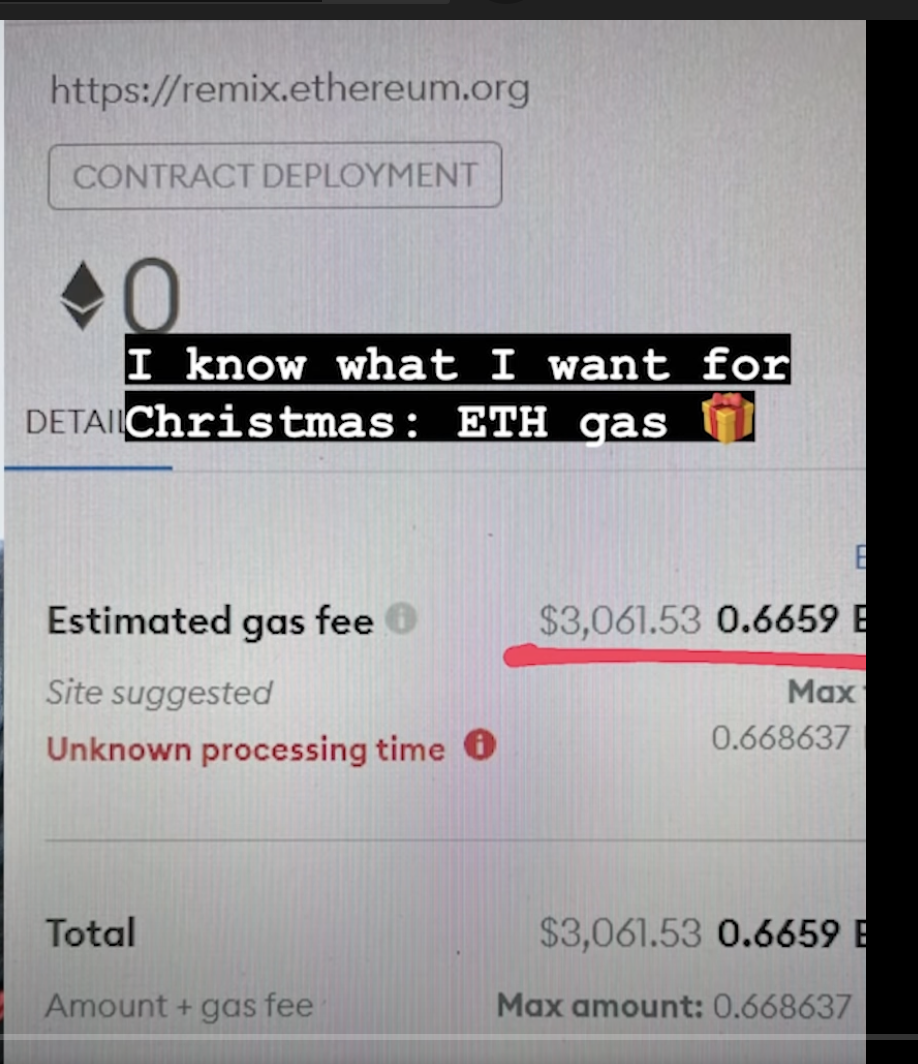 https://remix.ethereum.org
CONTRACT DEPLOYMENT
0
I know what I want for
DETAIL
Christmas: ETH gas 🎁
Estimated gas fee $3,061.53 0.6659 E
Site suggested Max
Unknown processing time 0.668637
Total $3,061.53 0.6659 E
Amount + gas fee Max amount: 0.668637